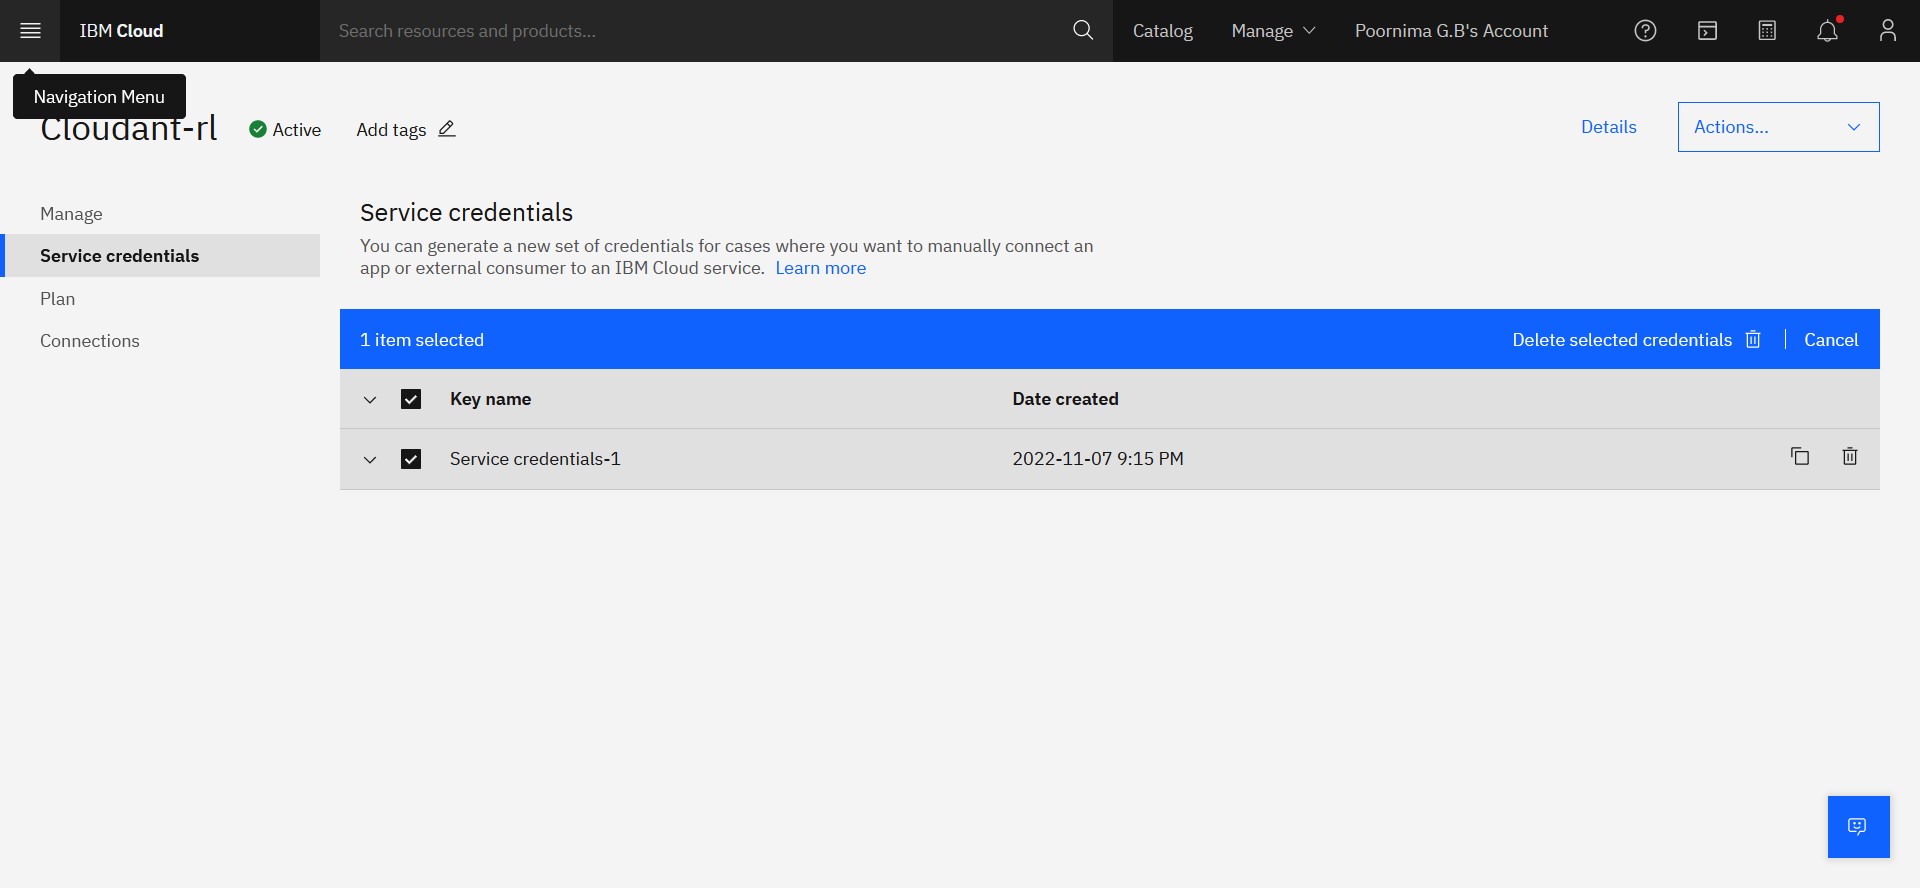 IBM Cloud
Search resources and products...
Catalog
Manage
Poornima G.B's Account
Navigation Menu
Cloudant-rl
Active
Add tags
Details
Actions...
Manage
Service credentials
Plan
Connections
Service credentials
You can generate a new set of credentials for cases where you want to manually connect an
app or external consumer to an IBM Cloud service. Learn more
1 item selected
Delete selected credentials
Cancel
Key name
Date created
Service credentials-1
2022-11-07 9:15 PM